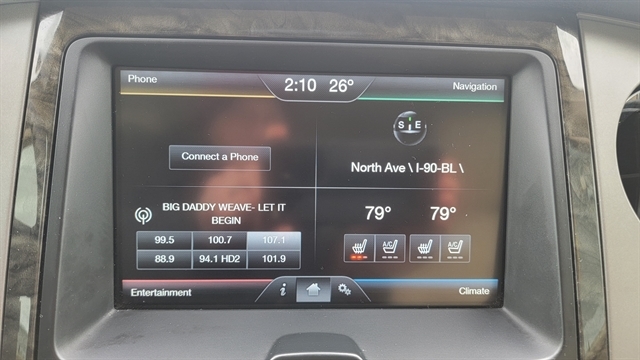 Phone
2:10 26°
Navigation
S E
Connect a Phone
North Ave \ I-90-BL \
BIG DADDY WEAVE- LET IT
BEGIN
79° 79°
99.5 100.7 107.1
88.9 94.1 HD2 101.9
A/C A/C
Entertainment
i
Climate